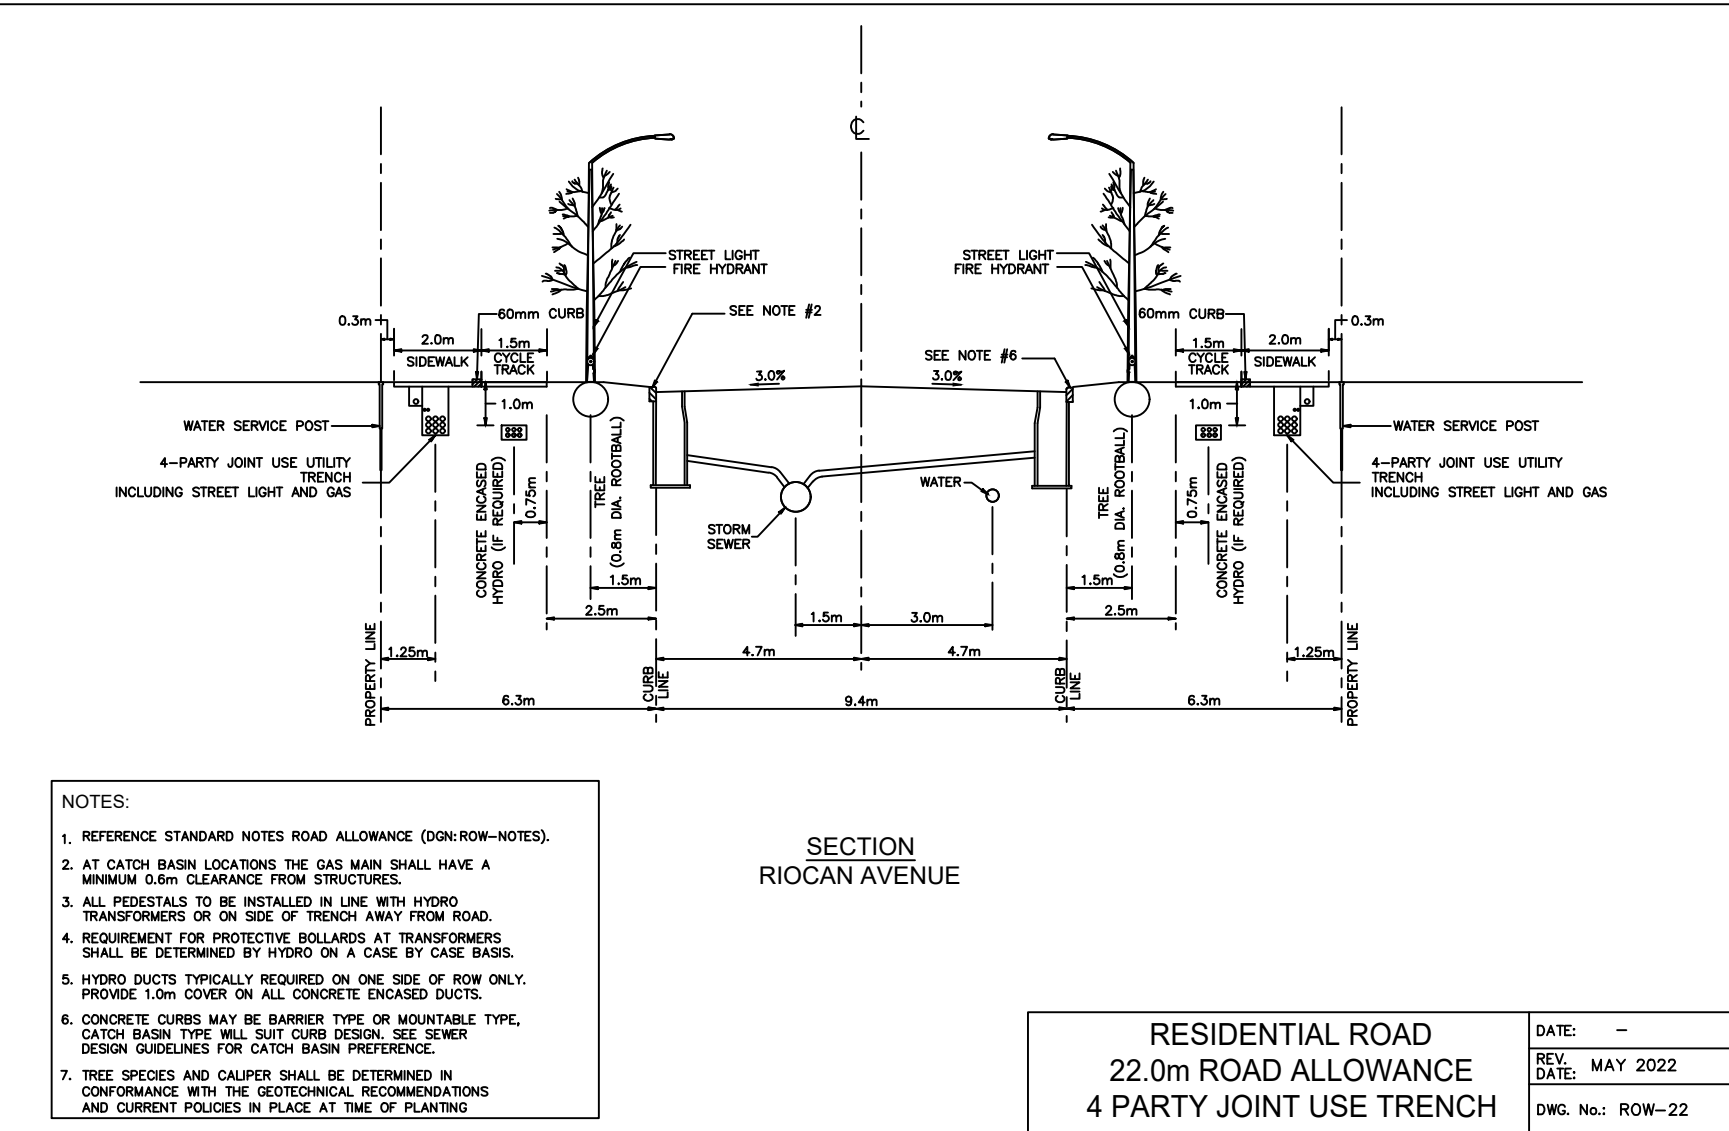 ℄
STREET LIGHT
FIRE HYDRANT
STREET LIGHT
FIRE HYDRANT
0.3m
60mm CURB
SEE NOTE #2
60mm CURB
0.3m
2.0m
1.5m
SIDEWALK
CYCLE
TRACK
SEE NOTE #6
1.5m
2.0m
CYCLE
TRACK
SIDEWALK
3.0%
3.0%
1.0m
1.0m
WATER SERVICE POST
WATER SERVICE POST
4-PARTY JOINT USE UTILITY
TRENCH
INCLUDING STREET LIGHT AND GAS
4-PARTY JOINT USE UTILITY
TRENCH
INCLUDING STREET LIGHT AND GAS
CONCRETE ENCASED
HYDRO (IF REQUIRED)
0.75m
TREE
(0.8m DIA. ROOTBALL)
STORM
SEWER
WATER
TREE
(0.8m DIA. ROOTBALL)
0.75m
CONCRETE ENCASED
HYDRO (IF REQUIRED)
1.5m
1.5m
2.5m
1.5m
3.0m
2.5m
1.25m
4.7m
4.7m
1.25m
PROPERTY LINE
CURB
LINE
CURB
LINE
PROPERTY LINE
6.3m
9.4m
6.3m
NOTES:
1. REFERENCE STANDARD NOTES ROAD ALLOWANCE (DGN:ROW-NOTES).
2. AT CATCH BASIN LOCATIONS THE GAS MAIN SHALL HAVE A
MINIMUM 0.6m CLEARANCE FROM STRUCTURES.
3. ALL PEDESTALS TO BE INSTALLED IN LINE WITH HYDRO
TRANSFORMERS OR ON SIDE OF TRENCH AWAY FROM ROAD.
4. REQUIREMENT FOR PROTECTIVE BOLLARDS AT TRANSFORMERS
SHALL BE DETERMINED BY HYDRO ON A CASE BY CASE BASIS.
5. HYDRO DUCTS TYPICALLY REQUIRED ON ONE SIDE OF ROW ONLY.
PROVIDE 1.0m COVER ON ALL CONCRETE ENCASED DUCTS.
6. CONCRETE CURBS MAY BE BARRIER TYPE OR MOUNTABLE TYPE,
CATCH BASIN TYPE WILL SUIT CURB DESIGN. SEE SEWER
DESIGN GUIDELINES FOR CATCH BASIN PREFERENCE.
7. TREE SPECIES AND CALIPER SHALL BE DETERMINED IN
CONFORMANCE WITH THE GEOTECHNICAL RECOMMENDATIONS
AND CURRENT POLICIES IN PLACE AT TIME OF PLANTING
SECTION
RIOCAN AVENUE
RESIDENTIAL ROAD
22.0m ROAD ALLOWANCE
4 PARTY JOINT USE TRENCH
DATE: -
REV.
DATE: MAY 2022
DWG. No.: ROW-22